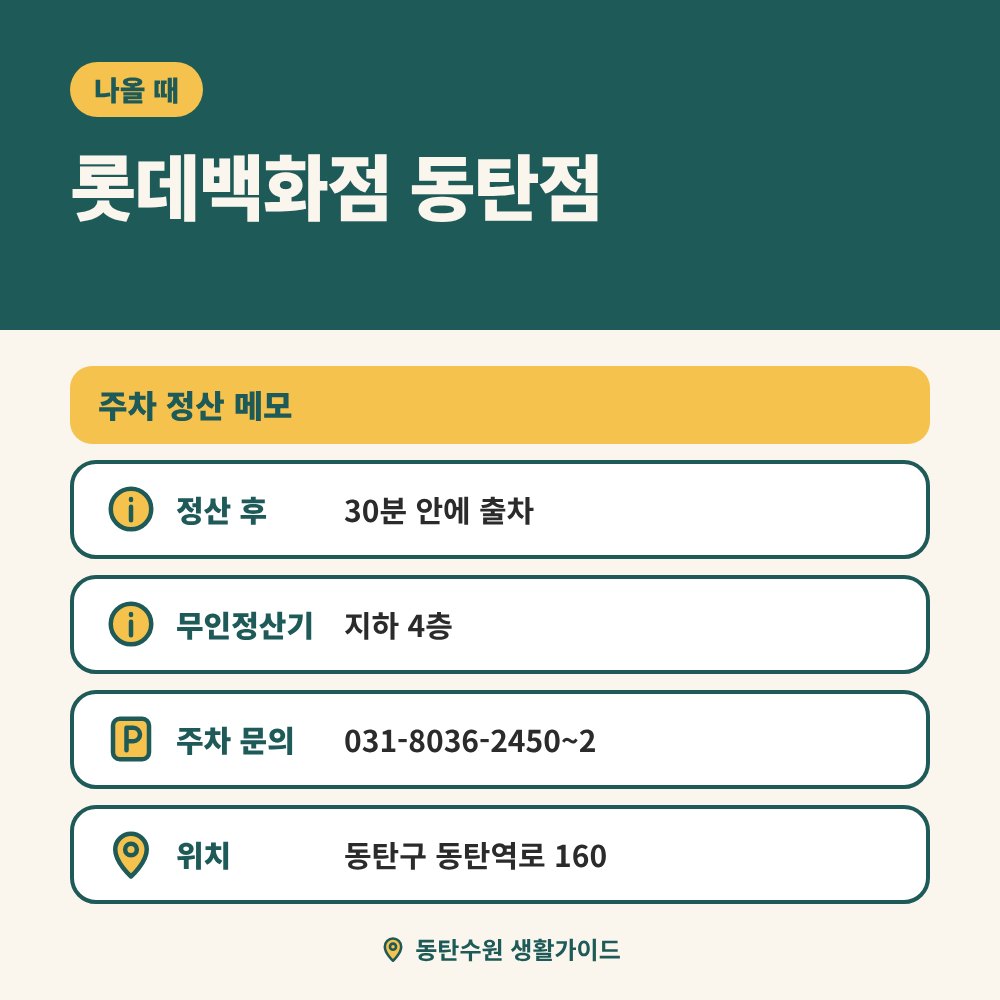 나올 때
롯데백화점 동탄점
주차 정산 메모
정산 후 30분 안에 출차
무인정산기 지하 4층
P 주차 문의 031-8036-2450~2
위치 동탄구 동탄역로 160
동탄수원 생활가이드